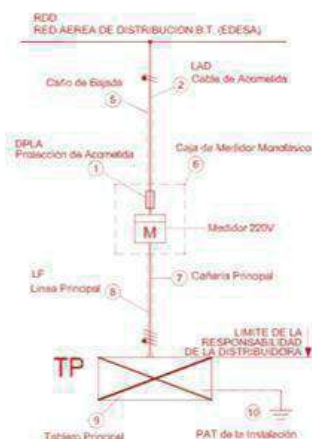 RDD
RED AEREA DE DISTRIBUCIÓN B.T. (EDESA)
LAD
Cable de Acometida
2
Caño de Bajada
5
DPLA
Protección de Acometida
1
Caja de Medidor Monofásico
6
M
Medidor 220V
7
Cañería Principal
LF
Linea Principal
8
LIMITE DE LA
RESPONSABILIDAD
DE LA DISTRIBUIDORA
TP
9
10
Tablero Principal
PAT de la Instalación